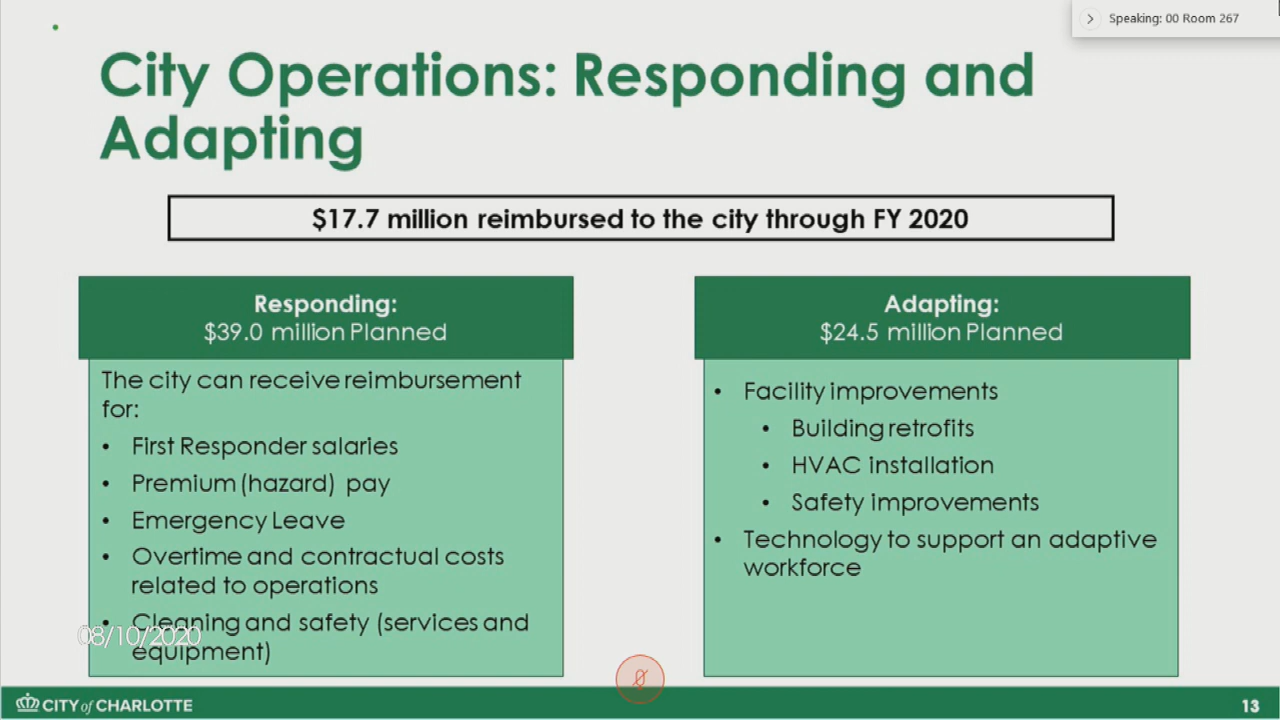 Speaking: 00 Room 267
City Operations: Responding and
Adapting
$17.7 million reimbursed to the city through FY 2020
Responding:
$39.0 million Planned
The city can receive reimbursement
for:
• First Responder salaries
• Premium (hazard) pay
• Emergency Leave
• Overtime and contractual costs
related to operations
• Cleaning and safety (services and
equipment)
Adapting:
$24.5 million Planned
• Facility improvements
• Building retrofits
• HVAC installation
• Safety improvements
• Technology to support an adaptive
workforce
08/10/2020
CITY of CHARLOTTE
13